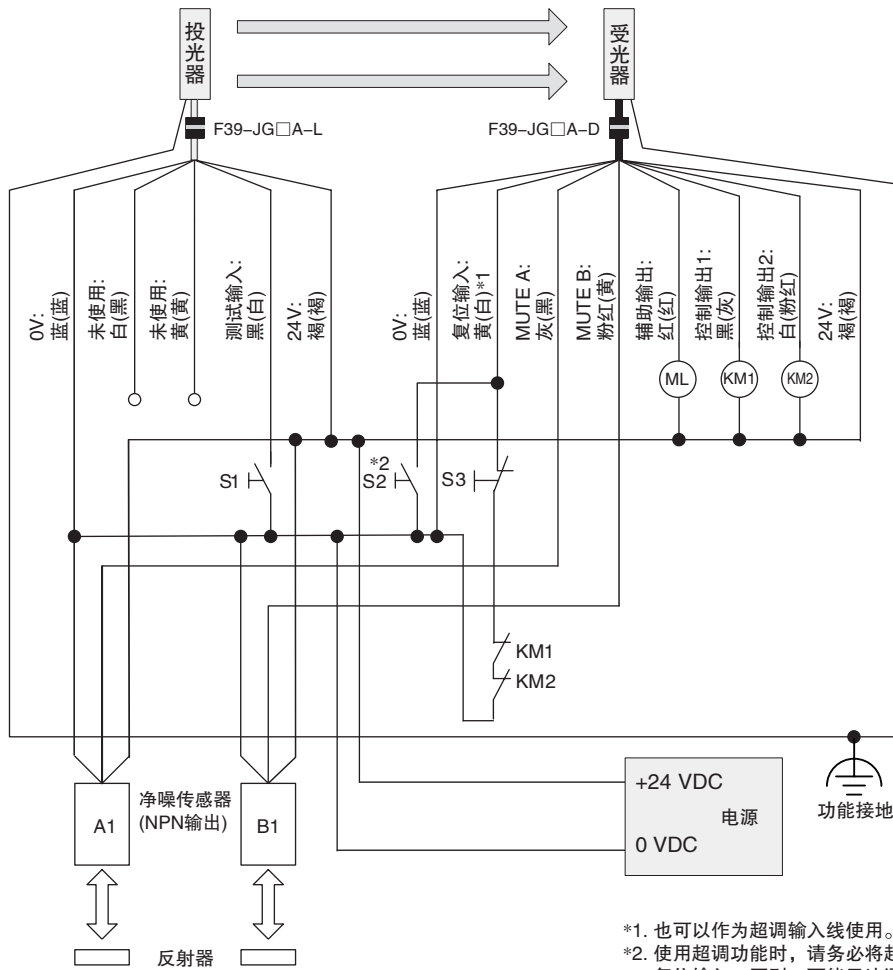 投光器
受光器
F39–JG□A–L
F39–JG□A–D
0V:
蓝(蓝)
未使用:
白(黑)
未使用:
黄(黄)
测试输入:
黑(白)
24V:
褐(褐)
0V:
蓝(蓝)
复位输入:
黄(白)*1
MUTE A:
灰(黑)
MUTE B:
粉红(黄)
辅助输出:
红(红)
控制输出1:
黑(灰)
控制输出2:
白(粉红)
24V:
褐(褐)
ML
KM1
KM2
S1
*2
S2
S3
KM1
KM2
A1
净噪传感器
(NPN输出)
B1
+24 VDC
电源
0 VDC
功能接地
反射器
*1. 也可以作为超调输入线使用。
*2. 使用超调功能时，请务必将